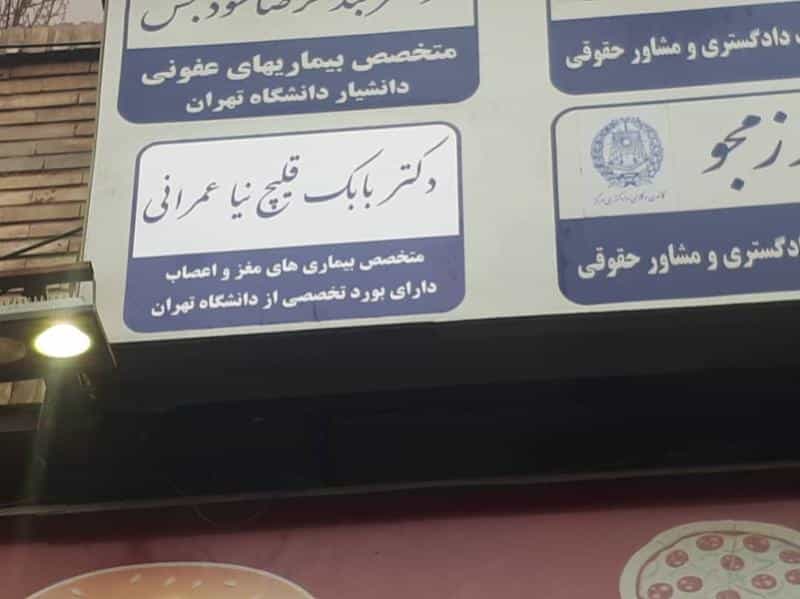 متخصص بیماریهای عفونی
دانشیار دانشگاه تهران
دادگستری و مشاور حقوقی
دکتر بابک قلیچ نیا عمرانی
متخصص بیماری های مغز و اعصاب
دارای بورد تخصصی از دانشگاه تهران
دادگستری و مشاور حقوقی